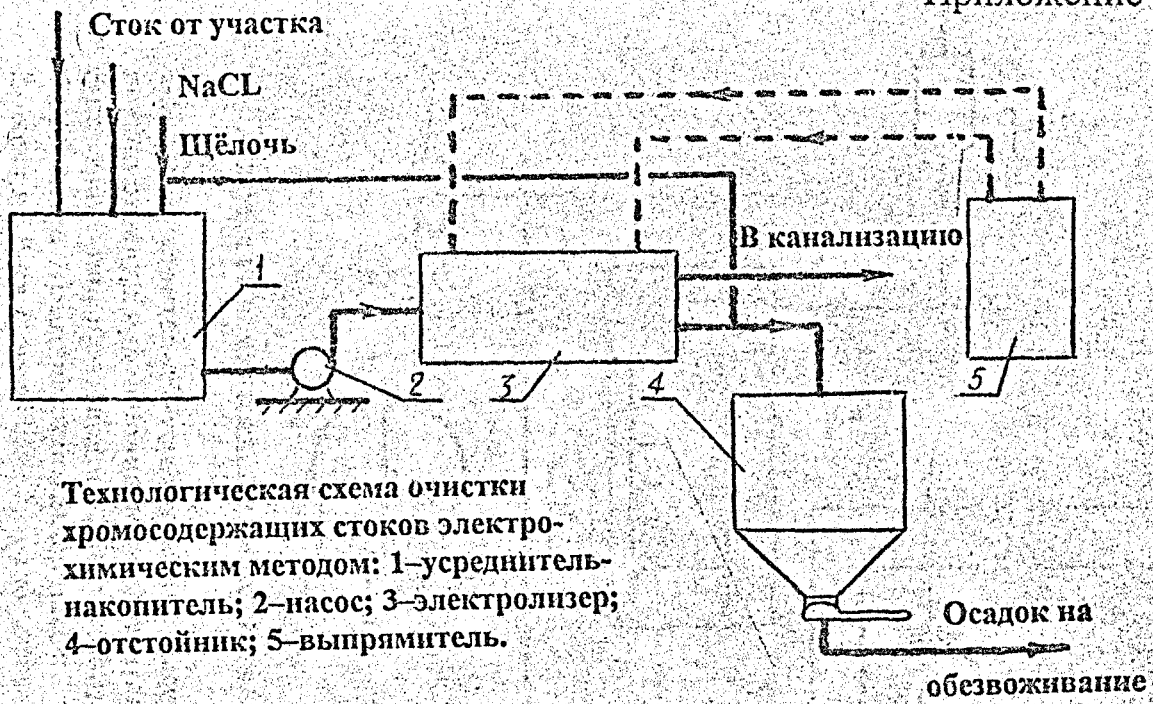 Приложение
Сток от участка
NaCL
Щёлочь
В канализацию
1
2
3
4
5
Технологическая схема очистки
хромосодержащих стоков электро-
химическим методом: 1–усреднитель-
накопитель; 2–насос; 3–электролизер;
4–отстойник; 5–выпрямитель.
Осадок на
обезвоживание